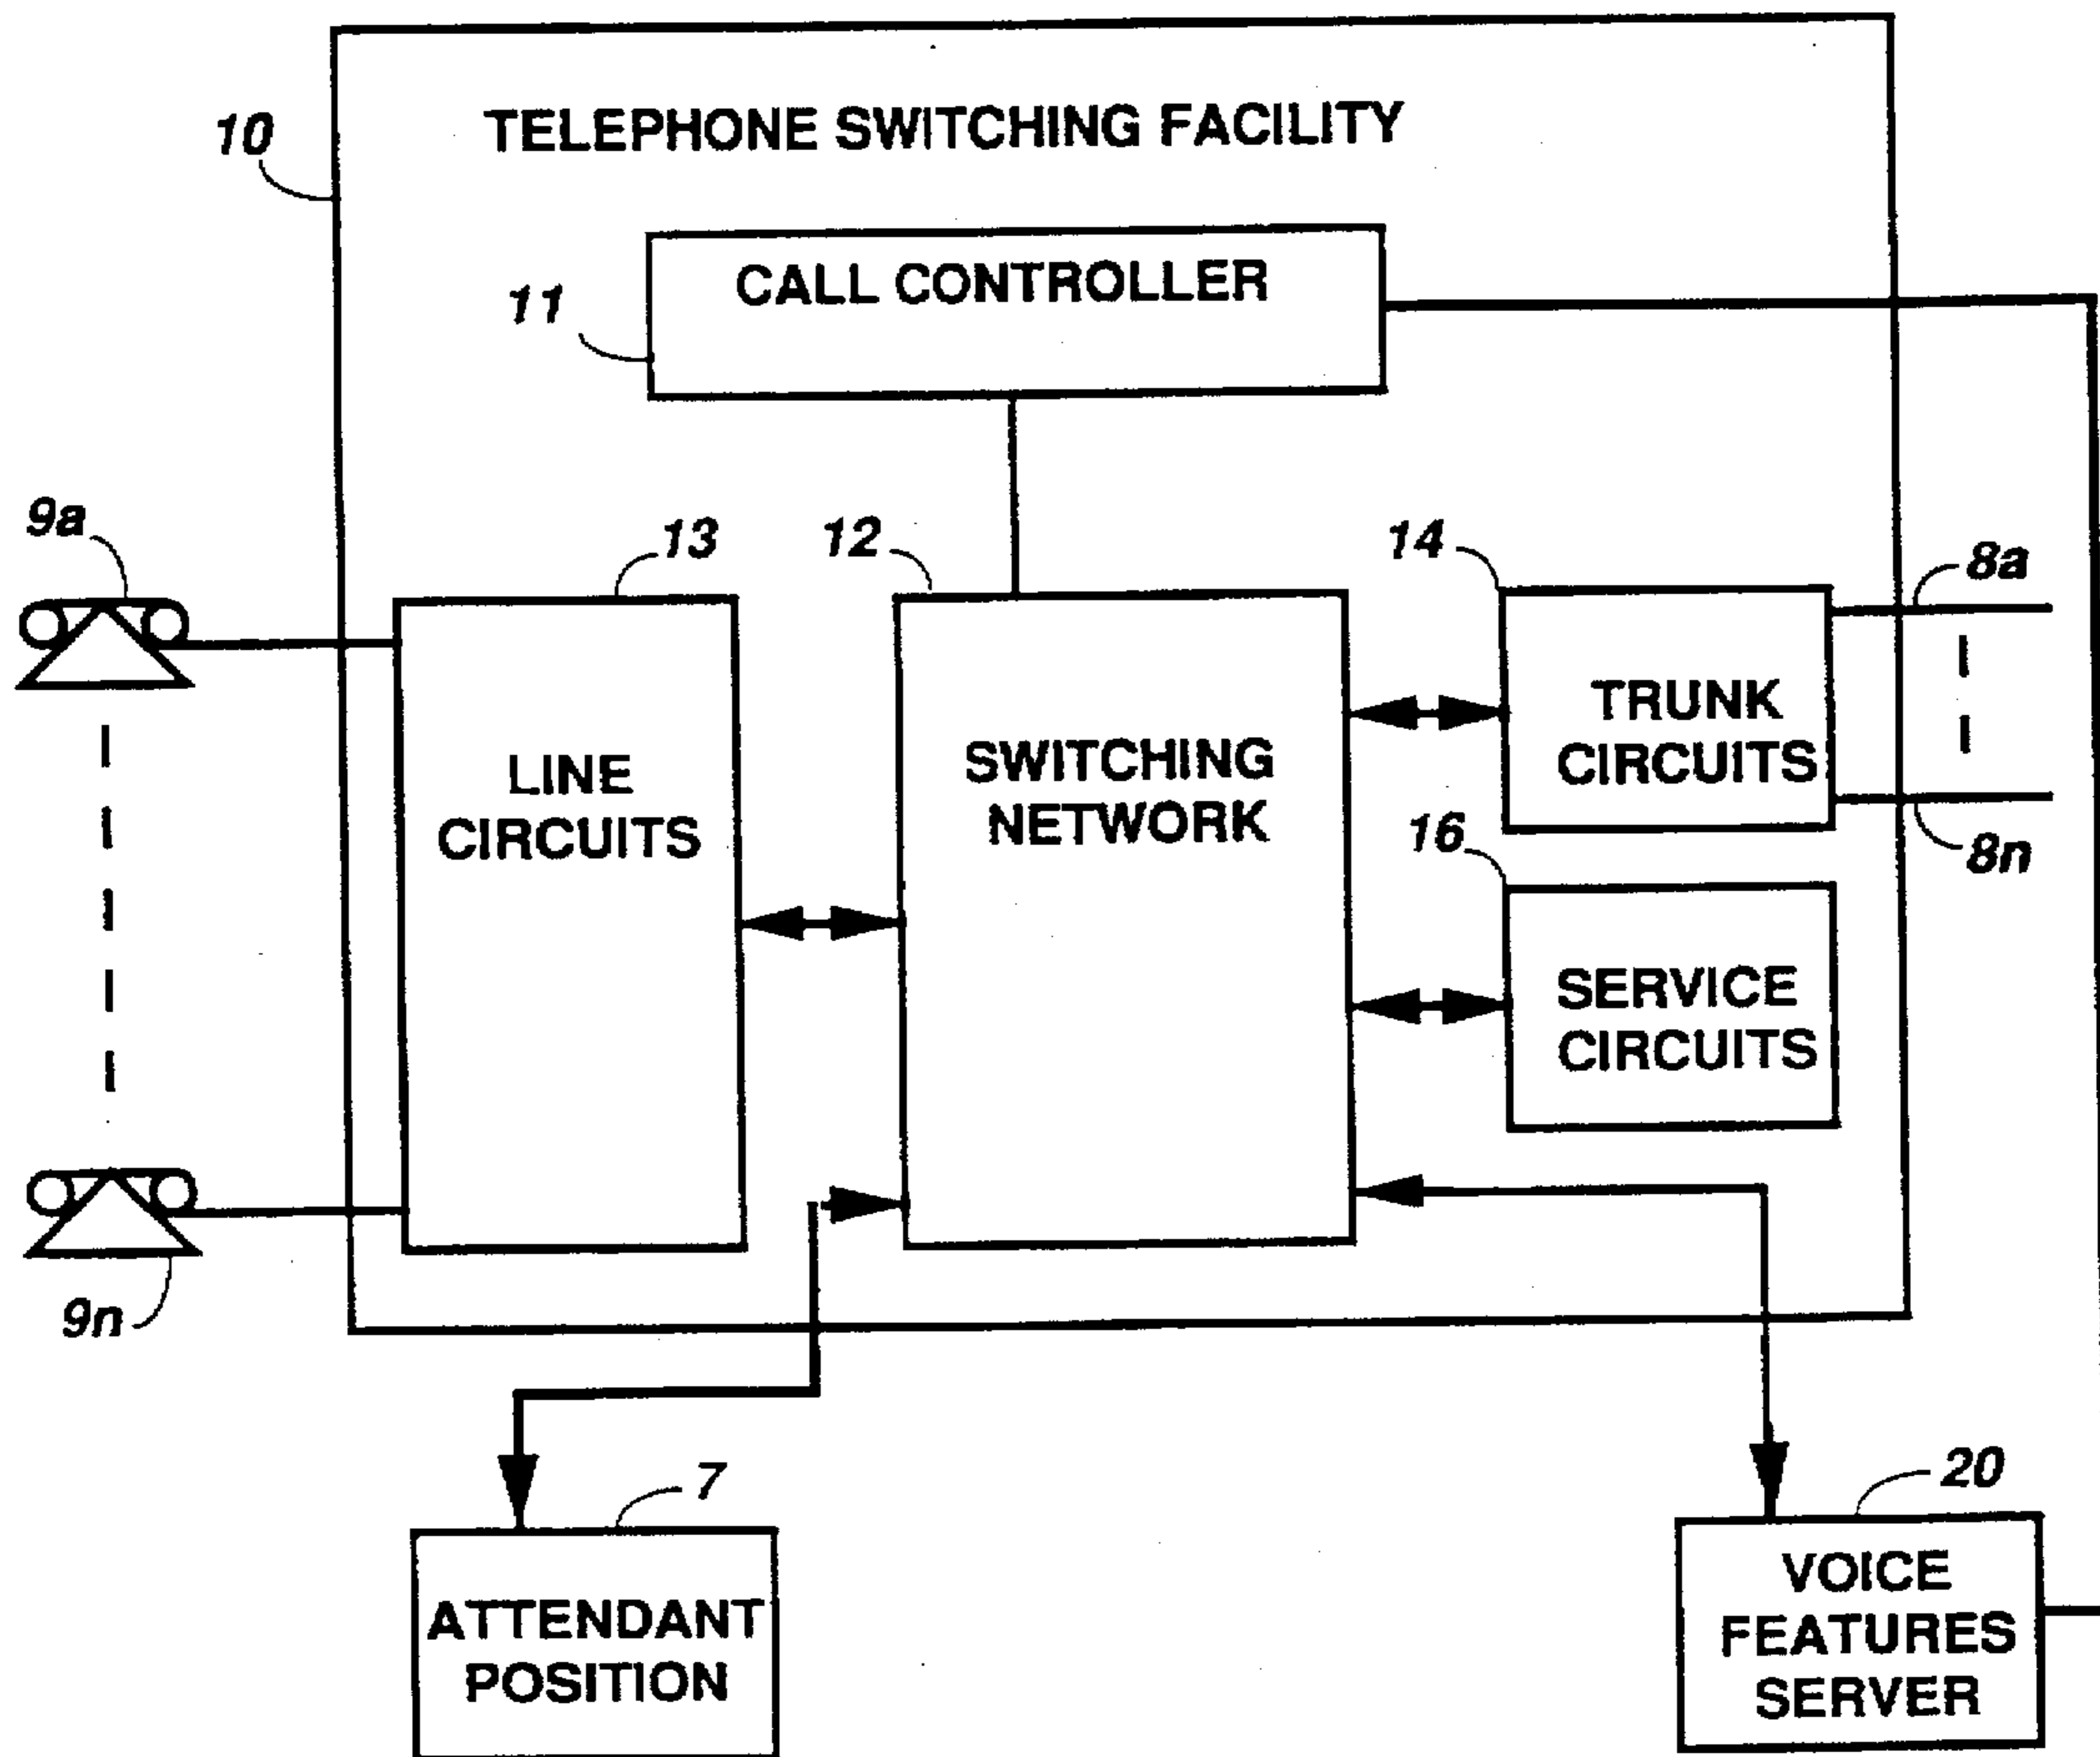 10
TELEPHONE SWITCHING FACILITY
11
CALL CONTROLLER
9a
13
12
14
8a
LINE
CIRCUITS
SWITCHING
NETWORK
TRUNK
CIRCUITS
16
8n
SERVICE
CIRCUITS
9n
7
20
ATTENDANT
POSITION
VOICE
FEATURES
SERVER